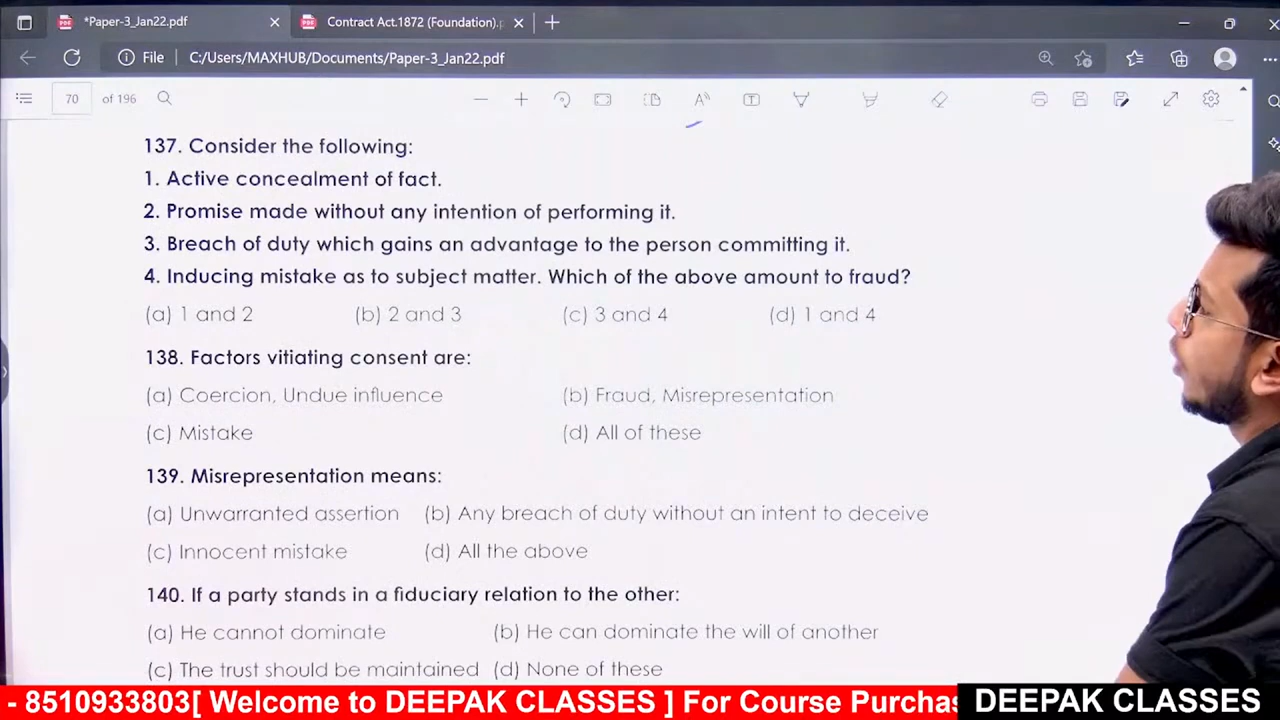 *Paper-3_Jan22.pdf
Contract Act.1872 (Foundation).p
File C:/Users/MAXHUB/Documents/Paper-3_Jan22.pdf
70 of 196
137. Consider the following:
1. Active concealment of fact.
2. Promise made without any intention of performing it.
3. Breach of duty which gains an advantage to the person committing it.
4. Inducing mistake as to subject matter. Which of the above amount to fraud?
(a) 1 and 2 (b) 2 and 3 (c) 3 and 4 (d) 1 and 4
138. Factors vitiating consent are:
(a) Coercion, Undue influence (b) Fraud, Misrepresentation
(c) Mistake (d) All of these
139. Misrepresentation means:
(a) Unwarranted assertion (b) Any breach of duty without an intent to deceive
(c) Innocent mistake (d) All the above
140. If a party stands in a fiduciary relation to the other:
(a) He cannot dominate (b) He can dominate the will of another
(c) The trust should be maintained (d) None of these
- 8510933803[ Welcome to DEEPAK CLASSES ] For Course Purchas
DEEPAK CLASSES